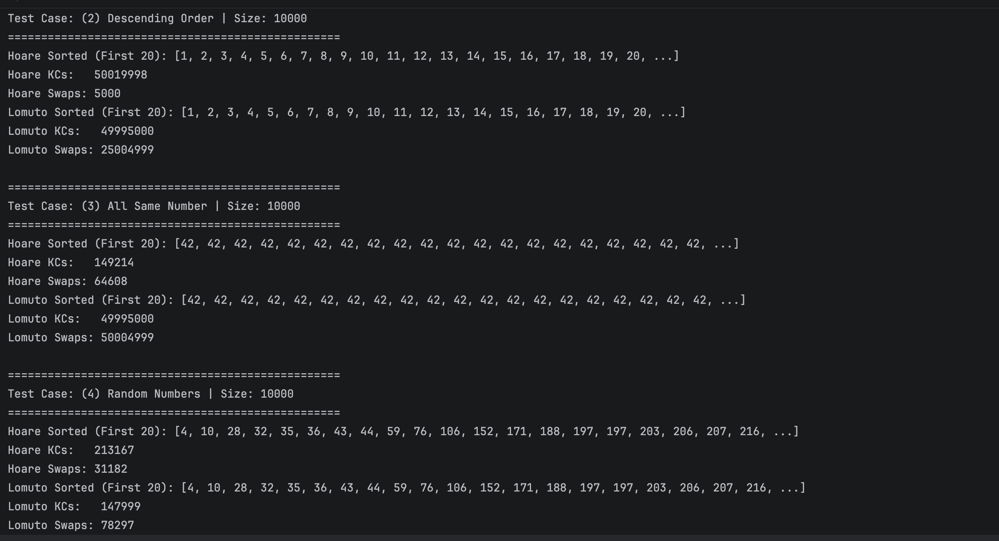 Test Case: (2) Descending Order | Size: 10000
==================================================
Hoare Sorted (First 20): [1, 2, 3, 4, 5, 6, 7, 8, 9, 10, 11, 12, 13, 14, 15, 16, 17, 18, 19, 20, ...]
Hoare KCs:   50019998
Hoare Swaps: 5000
Lomuto Sorted (First 20): [1, 2, 3, 4, 5, 6, 7, 8, 9, 10, 11, 12, 13, 14, 15, 16, 17, 18, 19, 20, ...]
Lomuto KCs:   49995000
Lomuto Swaps: 25004999
==================================================
Test Case: (3) All Same Number | Size: 10000
==================================================
Hoare Sorted (First 20): [42, 42, 42, 42, 42, 42, 42, 42, 42, 42, 42, 42, 42, 42, 42, 42, 42, 42, 42, 42, ...]
Hoare KCs:   149214
Hoare Swaps: 64608
Lomuto Sorted (First 20): [42, 42, 42, 42, 42, 42, 42, 42, 42, 42, 42, 42, 42, 42, 42, 42, 42, 42, 42, 42, ...]
Lomuto KCs:   49995000
Lomuto Swaps: 50004999
==================================================
Test Case: (4) Random Numbers | Size: 10000
==================================================
Hoare Sorted (First 20): [4, 10, 28, 32, 35, 36, 43, 44, 59, 76, 106, 152, 171, 188, 197, 197, 203, 206, 207, 216, ...]
Hoare KCs:   213167
Hoare Swaps: 31182
Lomuto Sorted (First 20): [4, 10, 28, 32, 35, 36, 43, 44, 59, 76, 106, 152, 171, 188, 197, 197, 203, 206, 207, 216, ...]
Lomuto KCs:   147999
Lomuto Swaps: 78297